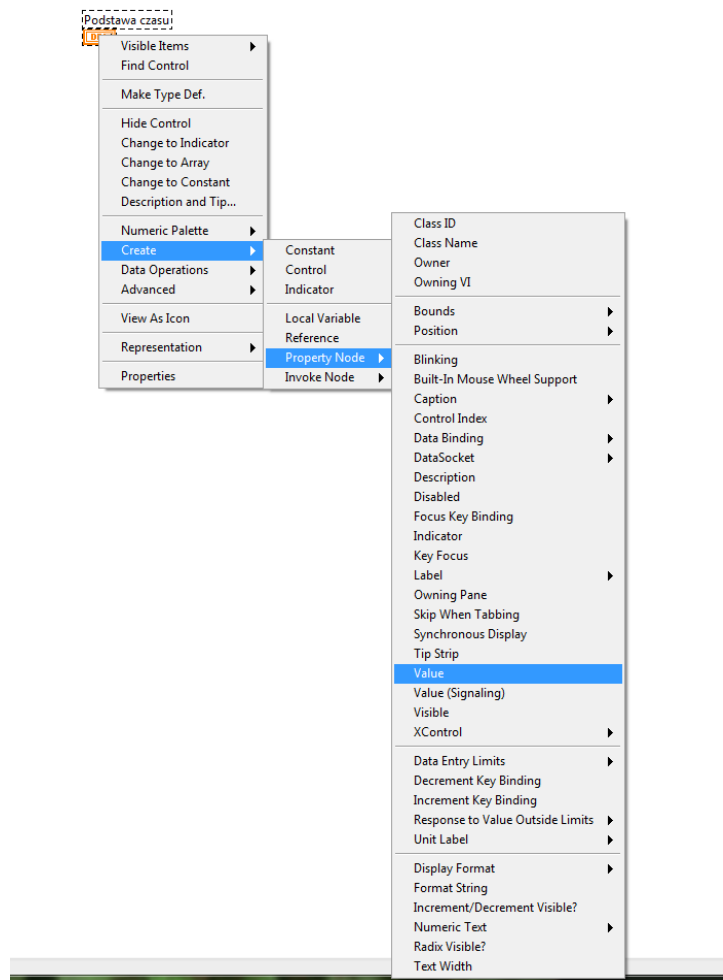 Podstawa czasu
Visible Items
Find Control
Make Type Def.
Hide Control
Change to Indicator
Change to Array
Change to Constant
Description and Tip...
Numeric Palette
Create
Data Operations
Advanced
View As Icon
Representation
Properties
Constant
Control
Indicator
Local Variable
Reference
Property Node
Invoke Node
Class ID
Class Name
Owner
Owning VI
Bounds
Position
Blinking
Built-In Mouse Wheel Support
Caption
Control Index
Data Binding
DataSocket
Description
Disabled
Focus Key Binding
Indicator
Key Focus
Label
Owning Pane
Skip When Tabbing
Synchronous Display
Tip Strip
Value
Value (Signaling)
Visible
XControl
Data Entry Limits
Decrement Key Binding
Increment Key Binding
Response to Value Outside Limits
Unit Label
Display Format
Format String
Increment/Decrement Visible?
Numeric Text
Radix Visible?
Text Width